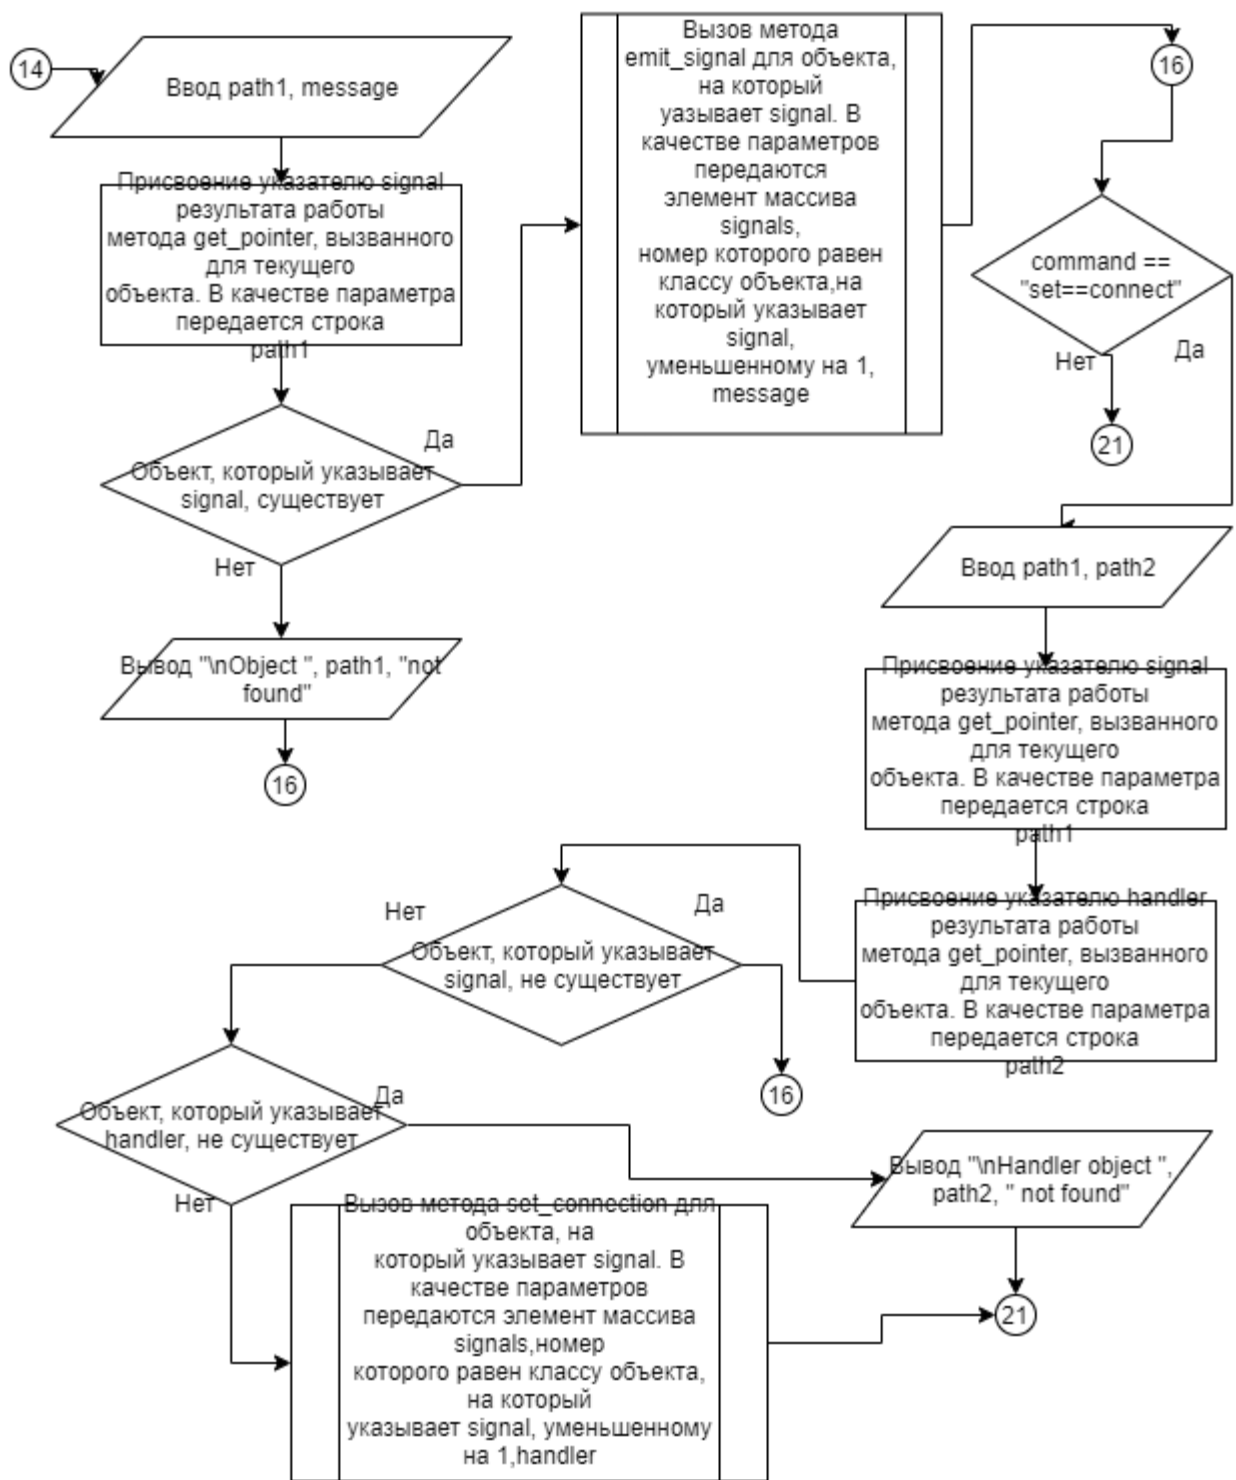 14
Ввод path1, message
Присвоение указателю signal
результата работы
метода get_pointer, вызванного
для текущего
объекта. В качестве параметра
передается строка
path1
Объект, который указывает
signal, существует
Да
Нет
Вывод "\nObject ", path1, "not
found"
16
Вызов метода
emit_signal для объекта,
на который
уазывает signal. В
качестве параметров
передаются
элемент массива
signals,
номер которого равен
классу объекта,на
который указывает
signal,
уменьшенному на 1,
message
16
command ==
"set==connect"
Нет
Да
21
Ввод path1, path2
Присвоение указателю signal
результата работы
метода get_pointer, вызванного
для текущего
объекта. В качестве параметра
передается строка
path1
Присвоение указателю handler
результата работы
метода get_pointer, вызванного
для текущего
объекта. В качестве параметра
передается строка
path2
Нет
Да
Объект, который указывает
signal, не существует
16
Да
Объект, который указывает
handler, не существует
Нет
Вывод "\nHandler object ",
path2, " not found"
Вызов метода set_connection для
объекта, на
который указывает signal. В
качестве параметров
передаются элемент массива
signals,номер
которого равен классу объекта,
на который
указывает signal, уменьшенному
на 1,handler
21